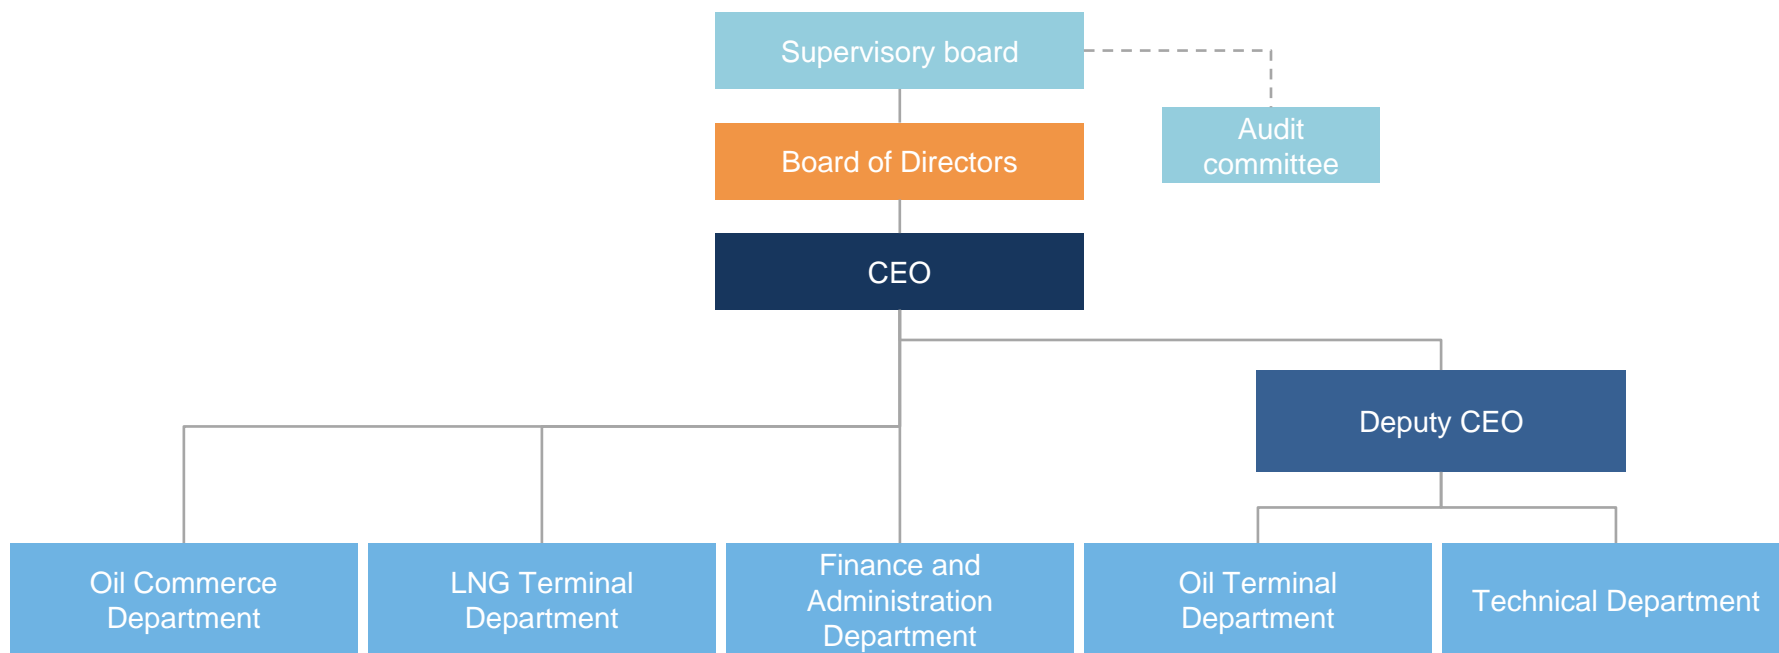 Supervisory board
Audit
committee
Board of Directors
CEO
Deputy CEO
Oil Commerce
Department
LNG Terminal
Department
Finance and
Administration
Department
Oil Terminal
Department
Technical Department